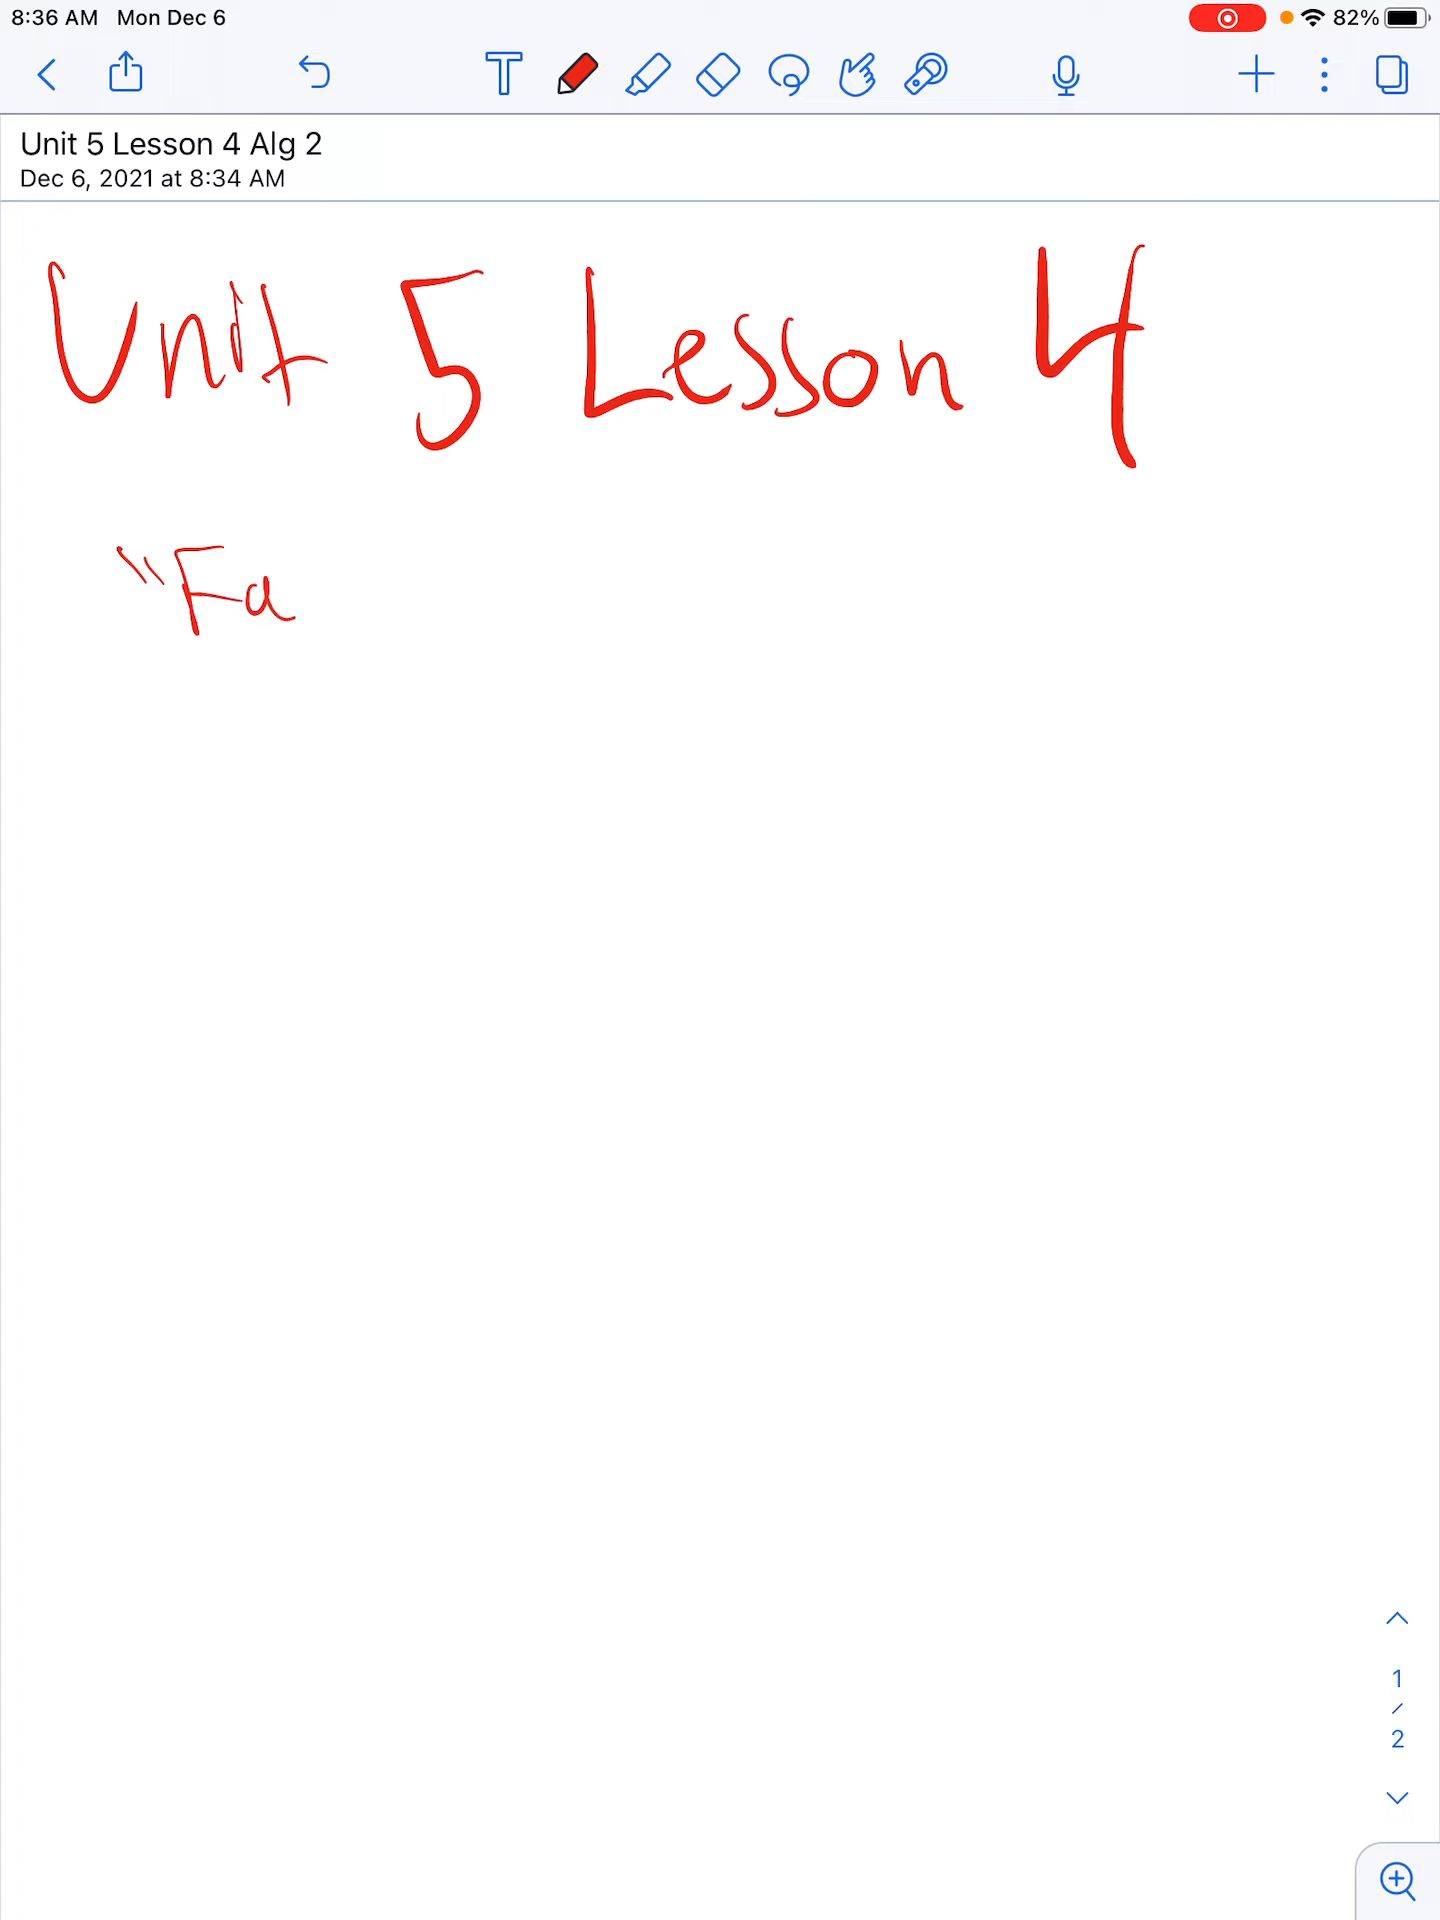 8:36 AM Mon Dec 6 82%
T
Unit 5 Lesson 4 Alg 2
Dec 6, 2021 at 8:34 AM
Unit 5 Lesson 4
"Fa
1
/
2